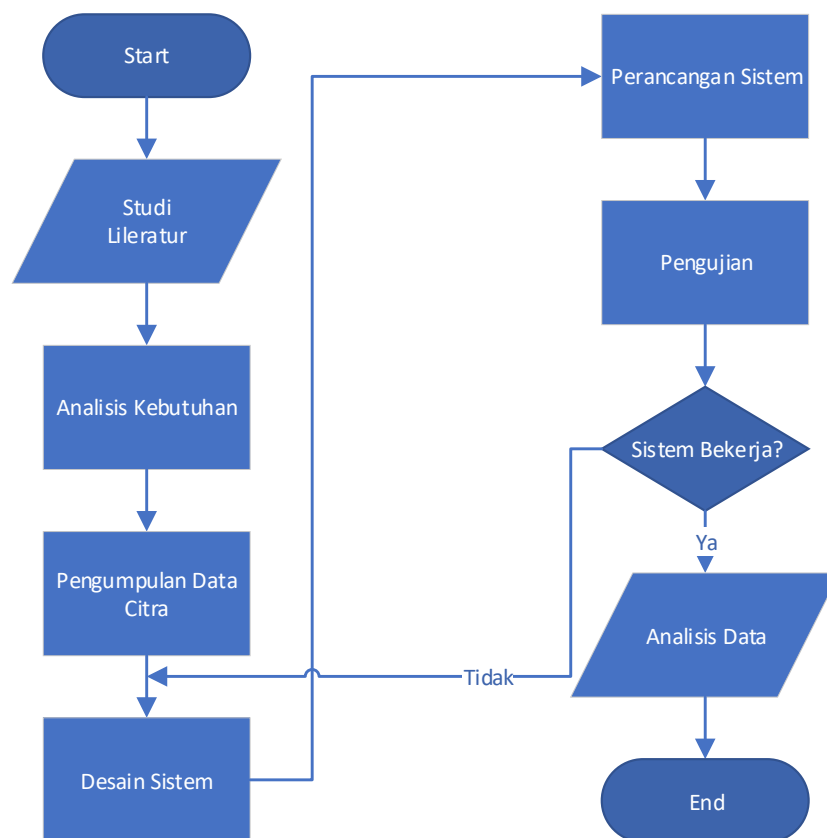 Start
Studi
Lileratur
Analisis Kebutuhan
Pengumpulan Data
Citra
Desain Sistem
Perancangan Sistem
Pengujian
Sistem Bekerja?
Ya
Tidak
Analisis Data
End